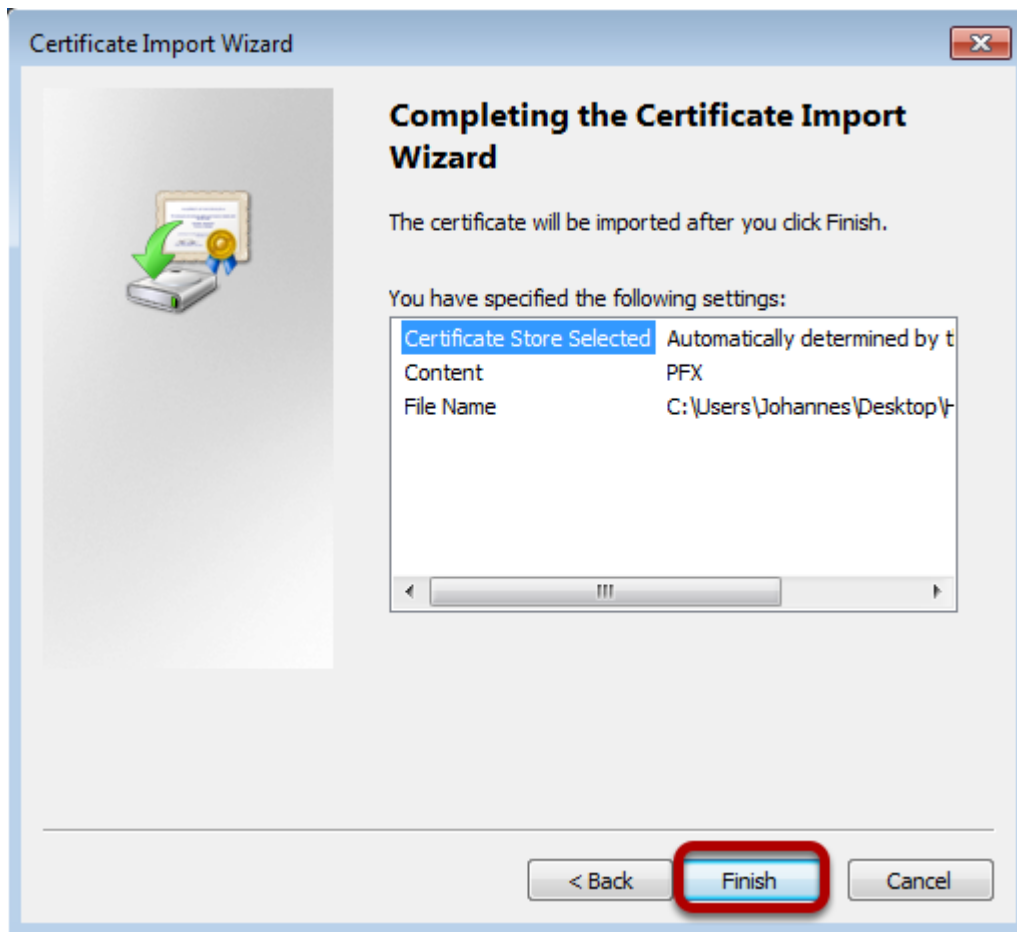 Certificate Import Wizard
Completing the Certificate Import
Wizard
The certificate will be imported after you click Finish.
You have specified the following settings:
Certificate Store Selected Automatically determined by t
Content PFX
File Name C:\Users\Johannes\Desktop\H
< Back Finish Cancel